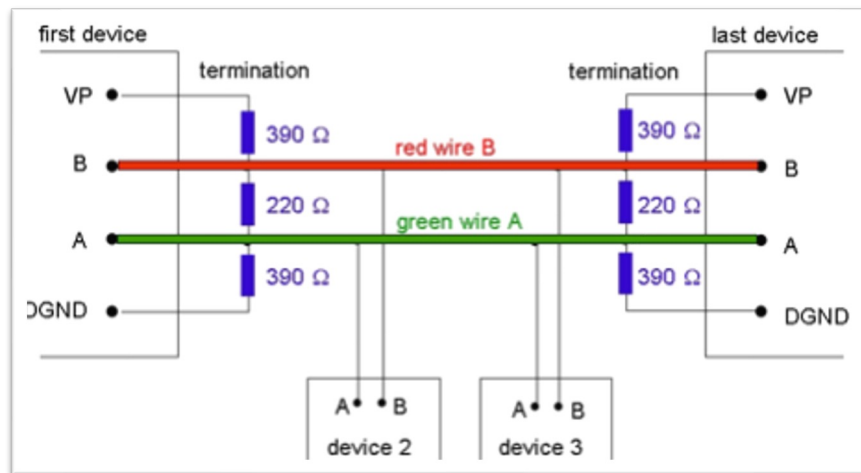 first device
last device
termination
termination
VP
VP
390 Ω
390 Ω
red wire B
B
B
220 Ω
220 Ω
green wire A
A
A
390 Ω
390 Ω
DGND
DGND
A B
A B
device 2
device 3